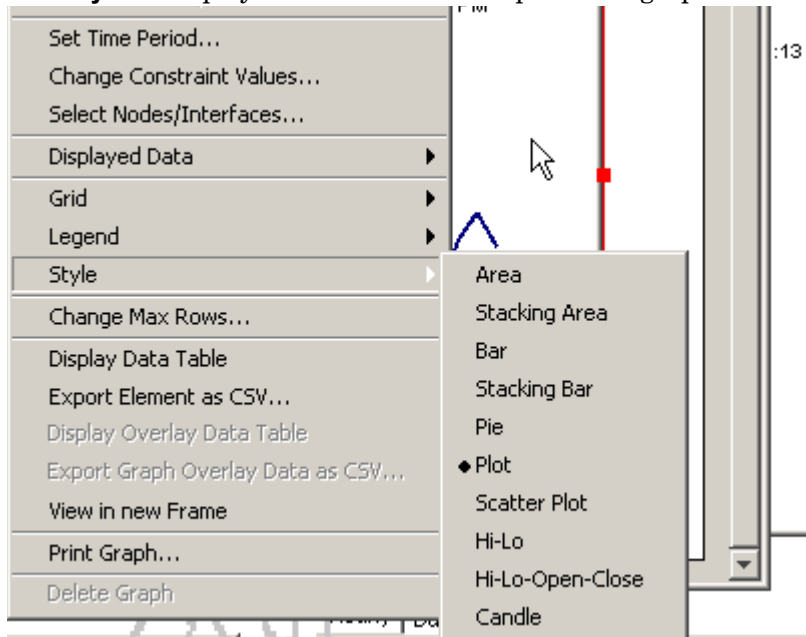 PM
Set Time Period...
:13
Change Constraint Values...
Select Nodes/Interfaces...
Displayed Data
Grid
Legend
Style
Change Max Rows...
Display Data Table
Export Element as CSV...
Display Overlay Data Table
Export Graph Overlay Data as CSV...
View in new Frame
Print Graph...
Delete Graph
Area
Stacking Area
Bar
Stacking Bar
Pie
Plot
Scatter Plot
Hi-Lo
Hi-Lo-Open-Close
Candle